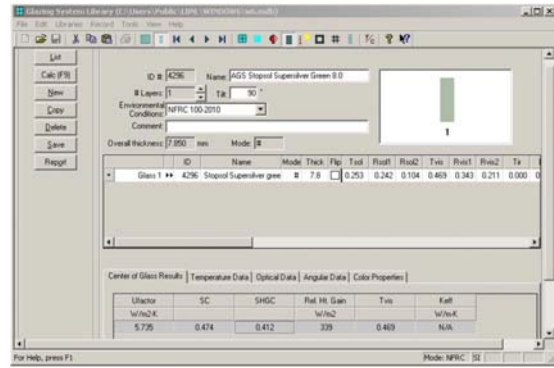 Glazing System Library (C:\Users\Public\LBNL\WINDOW6\w6.mdb)
File Edit Libraries Record Tools View Help
List
Calc (F9)
New
Copy
Delete
Save
Report
ID #: 4296 Name: AGS Stopsol Supersilver Green 8.0
# Layers: 1 Tilt: 90 °
Environmental Conditions: NFRC 100-2010
Comment:
Overall thickness: 7.850 mm Mode: #
1
ID Name Mode Thick Flip Tsol Rsol1 Rsol2 Tvis Rvis1 Rvis2 Tir
Glass 1 ▸▸ 4296 Stopsol Supersilver gree # 7.8 0.253 0.242 0.104 0.469 0.343 0.211 0.000 0
Center of Glass Results Temperature Data Optical Data Angular Data Color Properties
Ufactor SC SHGC Rel. Ht. Gain Tvis Keff
W/m2-K W/m2 W/m-K
5.735 0.474 0.412 339 0.469 N/A
For Help, press F1 Mode: NFRC SI